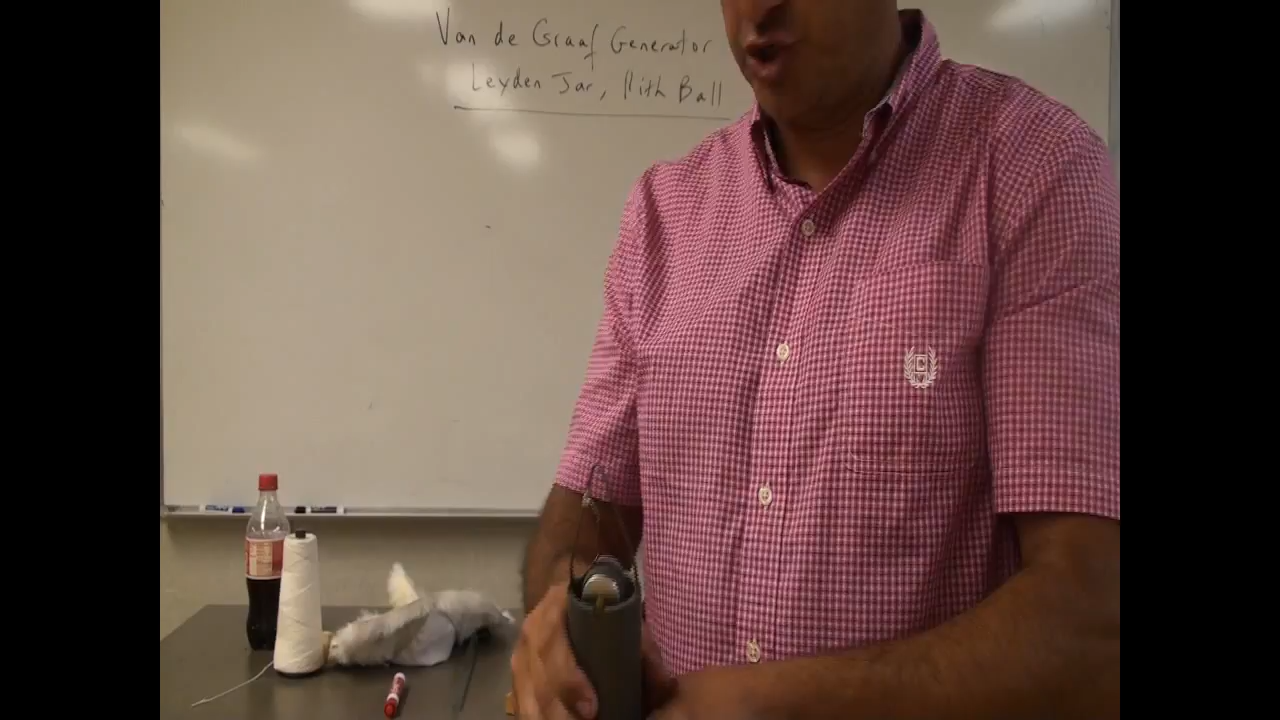 Van de Graaf Generator
Leyden Jar, Pith Ball
C